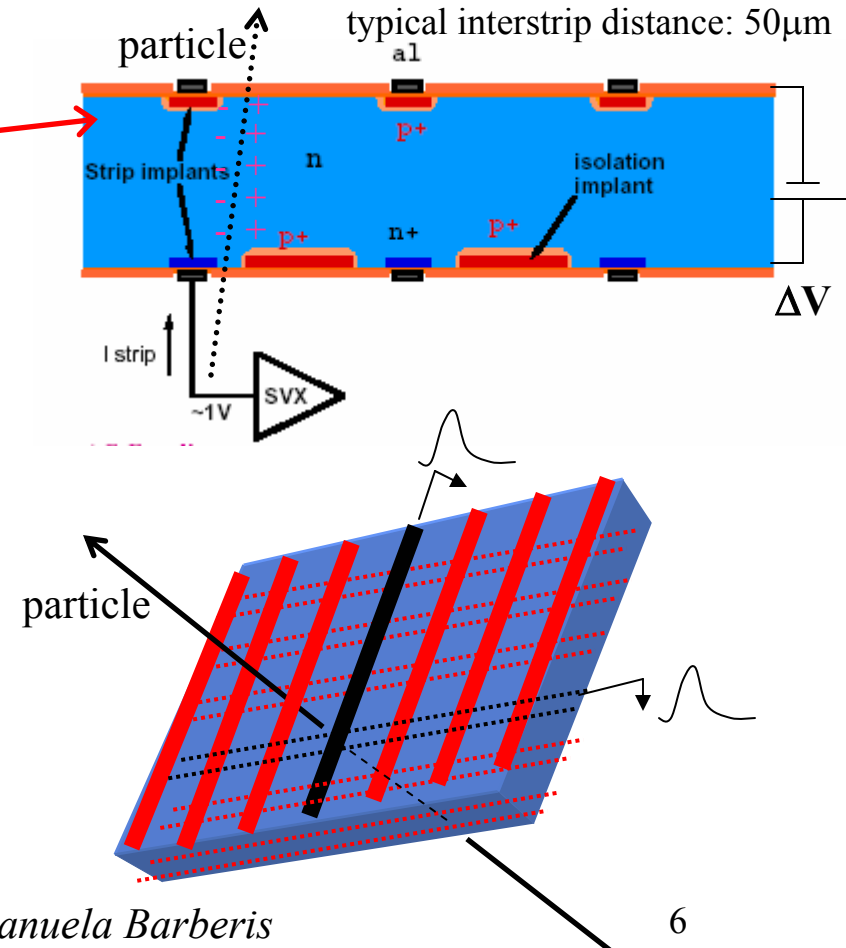 typical interstrip distance: 50μm
particle
al
p+
n
Strip implants
isolation implant
p+
n+
p+
ΔV
I strip
~1V
SVX
particle
anuela Barberis
6